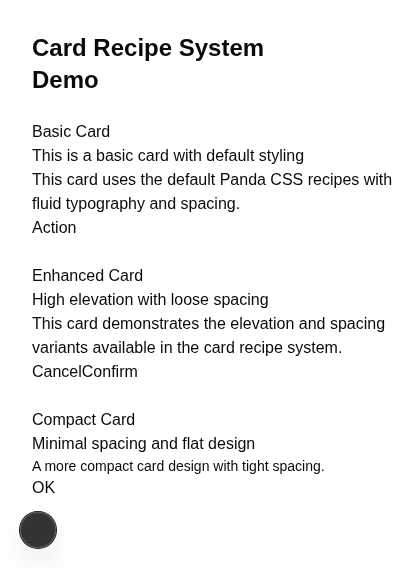 Card Recipe System
Demo
Basic Card
This is a basic card with default styling
This card uses the default Panda CSS recipes with
fluid typography and spacing.
Action
Enhanced Card
High elevation with loose spacing
This card demonstrates the elevation and spacing
variants available in the card recipe system.
CancelConfirm
Compact Card
Minimal spacing and flat design
A more compact card design with tight spacing.
OK